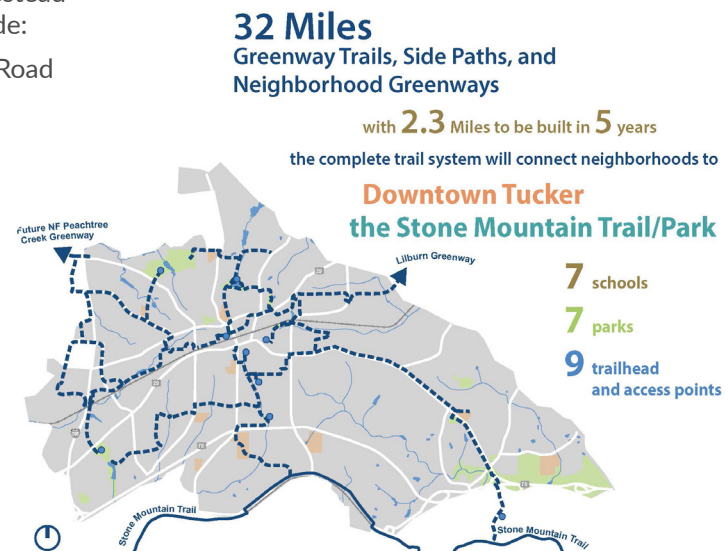 de:
Road
32 Miles
Greenway Trails, Side Paths, and
Neighborhood Greenways
with 2.3 Miles to be built in 5 years
the complete trail system will connect neighborhoods to
Downtown Tucker
the Stone Mountain Trail/Park
Future NF Peachtree
Creek Greenway
Lilburn Greenway
7 schools
7 parks
9 trailhead
and access points
Stone Mountain Trail
Stone Mountain Trail